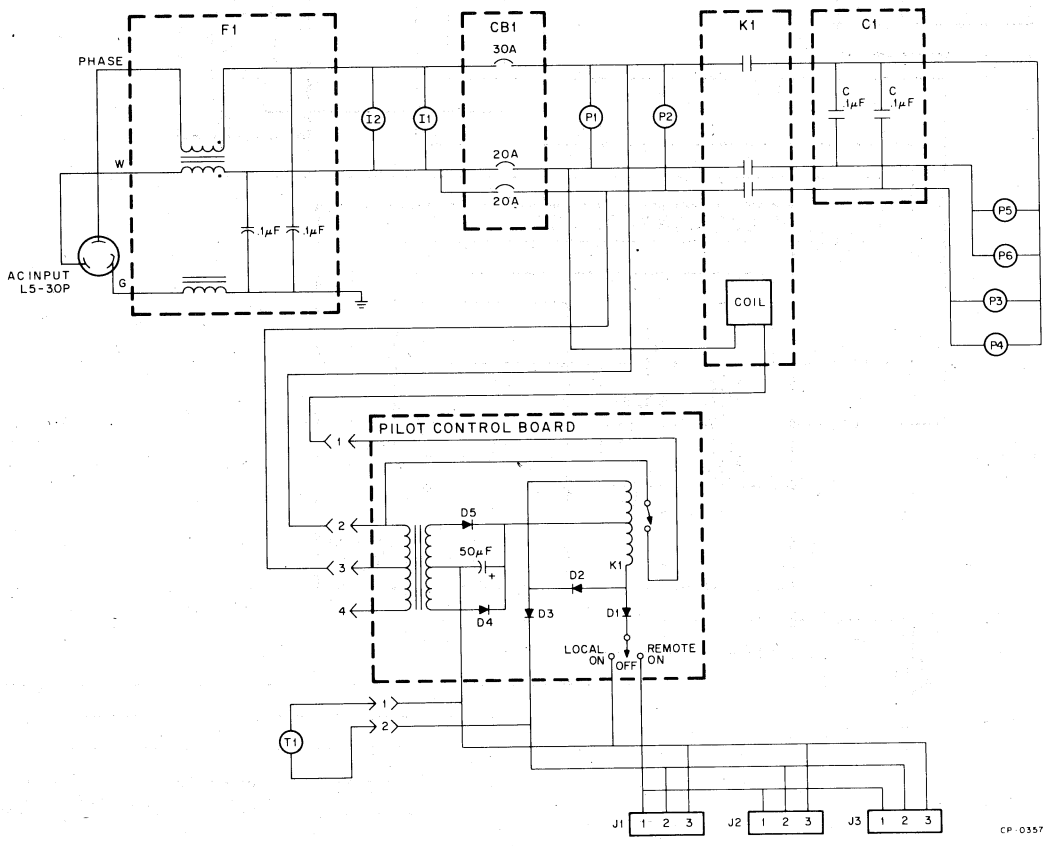 F1
CB1
K1
C1
30A
PHASE
C
.1µF
C
.1µF
I2
I1
P1
P2
W
20A
20A
.1µF
.1µF
P5
P6
P3
P4
AC INPUT
L5-30P
G
COIL
PILOT CONTROL BOARD
1
2
3
4
D5
50µF
+
D4
K1
D2
D3
D1
LOCAL
ON
OFF
REMOTE
ON
1
2
T1
J1 1 2 3
J2 1 2 3
J3 1 2 3
CP-0357